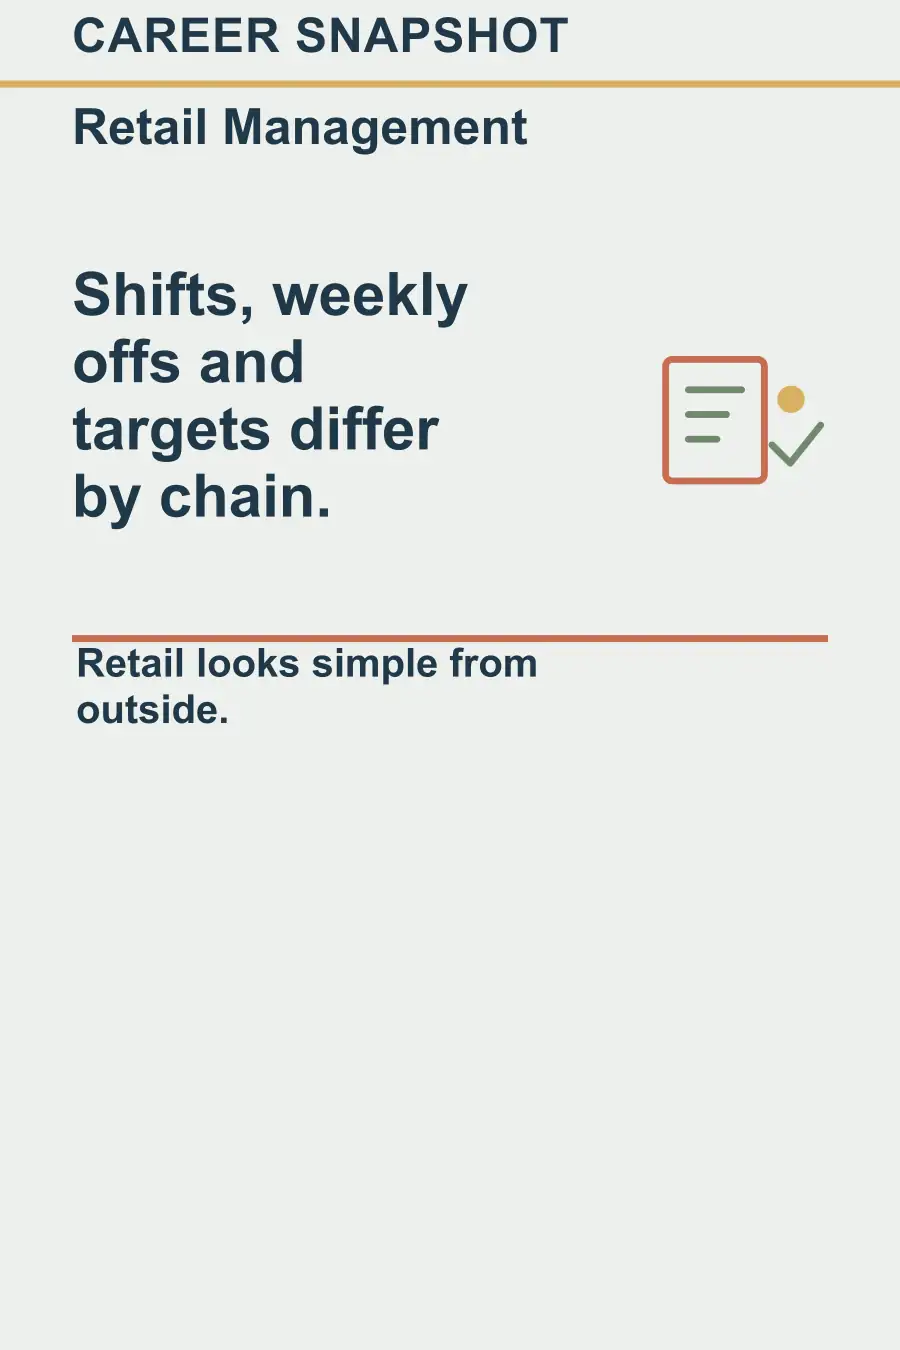 CAREER SNAPSHOT
Retail Management
Shifts, weekly
offs and
targets differ
by chain.
Retail looks simple from
outside.